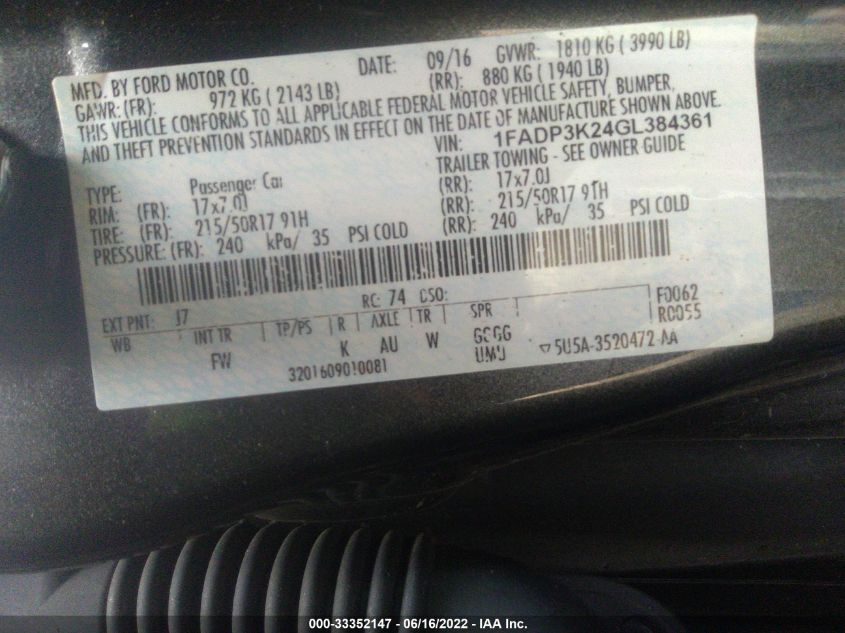 MFD. BY FORD MOTOR CO. DATE: 09/16 GVWR: 1810 KG ( 3990 LB)
GAWR: (FR): 972 KG ( 2143 LB) (RR): 880 KG ( 1940 LB)
THIS VEHICLE CONFORMS TO ALL APPLICABLE FEDERAL MOTOR VEHICLE SAFETY, BUMPER,
AND THEFT PREVENTION STANDARDS IN EFFECT ON THE DATE OF MANUFACTURE SHOWN ABOVE.
VIN: 1FADP3K24GL384361
TYPE: Passenger Car TRAILER TOWING - SEE OWNER GUIDE
RIM: (FR): 17x7.0J (RR): 17x7.0J
TIRE: (FR): 215/50R17 91H (RR): 215/50R17 91H
PRESSURE: (FR): 240 kPa/ 35 PSI COLD (RR): 240 kPa/ 35 PSI COLD
EXT PNT: J7 RC: 74 DSO: F0062
WB INT TR TP/PS R AXLE TR SPR R0055
FW K AU W GGGG
UMU 5U5A-3520472-AA
3201609010081
000-33352147 - 06/16/2022 - IAA Inc.